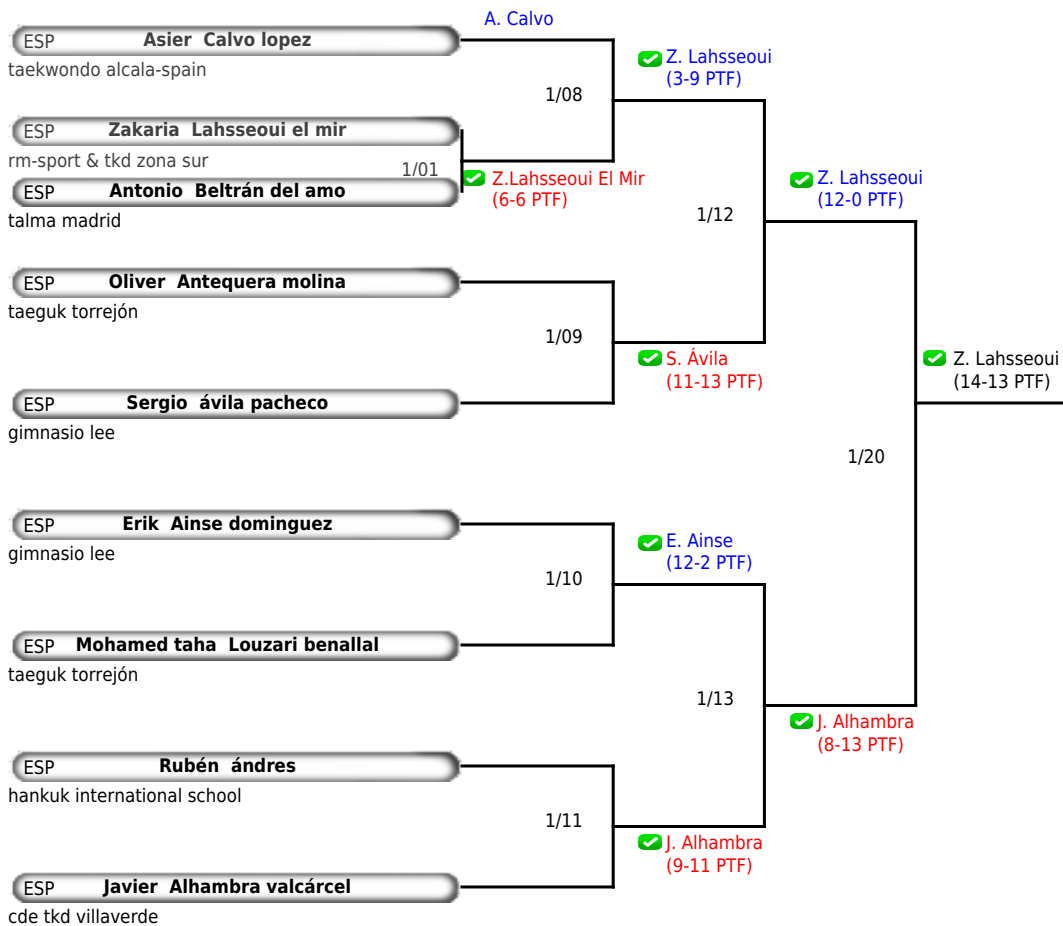 A. Calvo
ESP Asier Calvo lopez
taekwondo alcala-spain
Z. Lahsseoui
(3-9 PTF)
1/08
ESP Zakaria Lahsseoui el mir
rm-sport & tkd zona sur
1/01
Z.Lahsseoui El Mir
(6-6 PTF)
ESP Antonio Beltrán del amo
talma madrid
Z. Lahsseoui
(12-0 PTF)
1/12
ESP Oliver Antequera molina
taeguk torrejón
1/09
S. Ávila
(11-13 PTF)
Z. Lahsseoui
(14-13 PTF)
ESP Sergio ávila pacheco
gimnasio lee
1/20
ESP Erik Ainse dominguez
gimnasio lee
E. Ainse
(12-2 PTF)
1/10
ESP Mohamed taha Louzari benallal
taeguk torrejón
1/13
J. Alhambra
(8-13 PTF)
ESP Rubén ándres
hankuk international school
1/11
J. Alhambra
(9-11 PTF)
ESP Javier Alhambra valcárcel
cde tkd villaverde